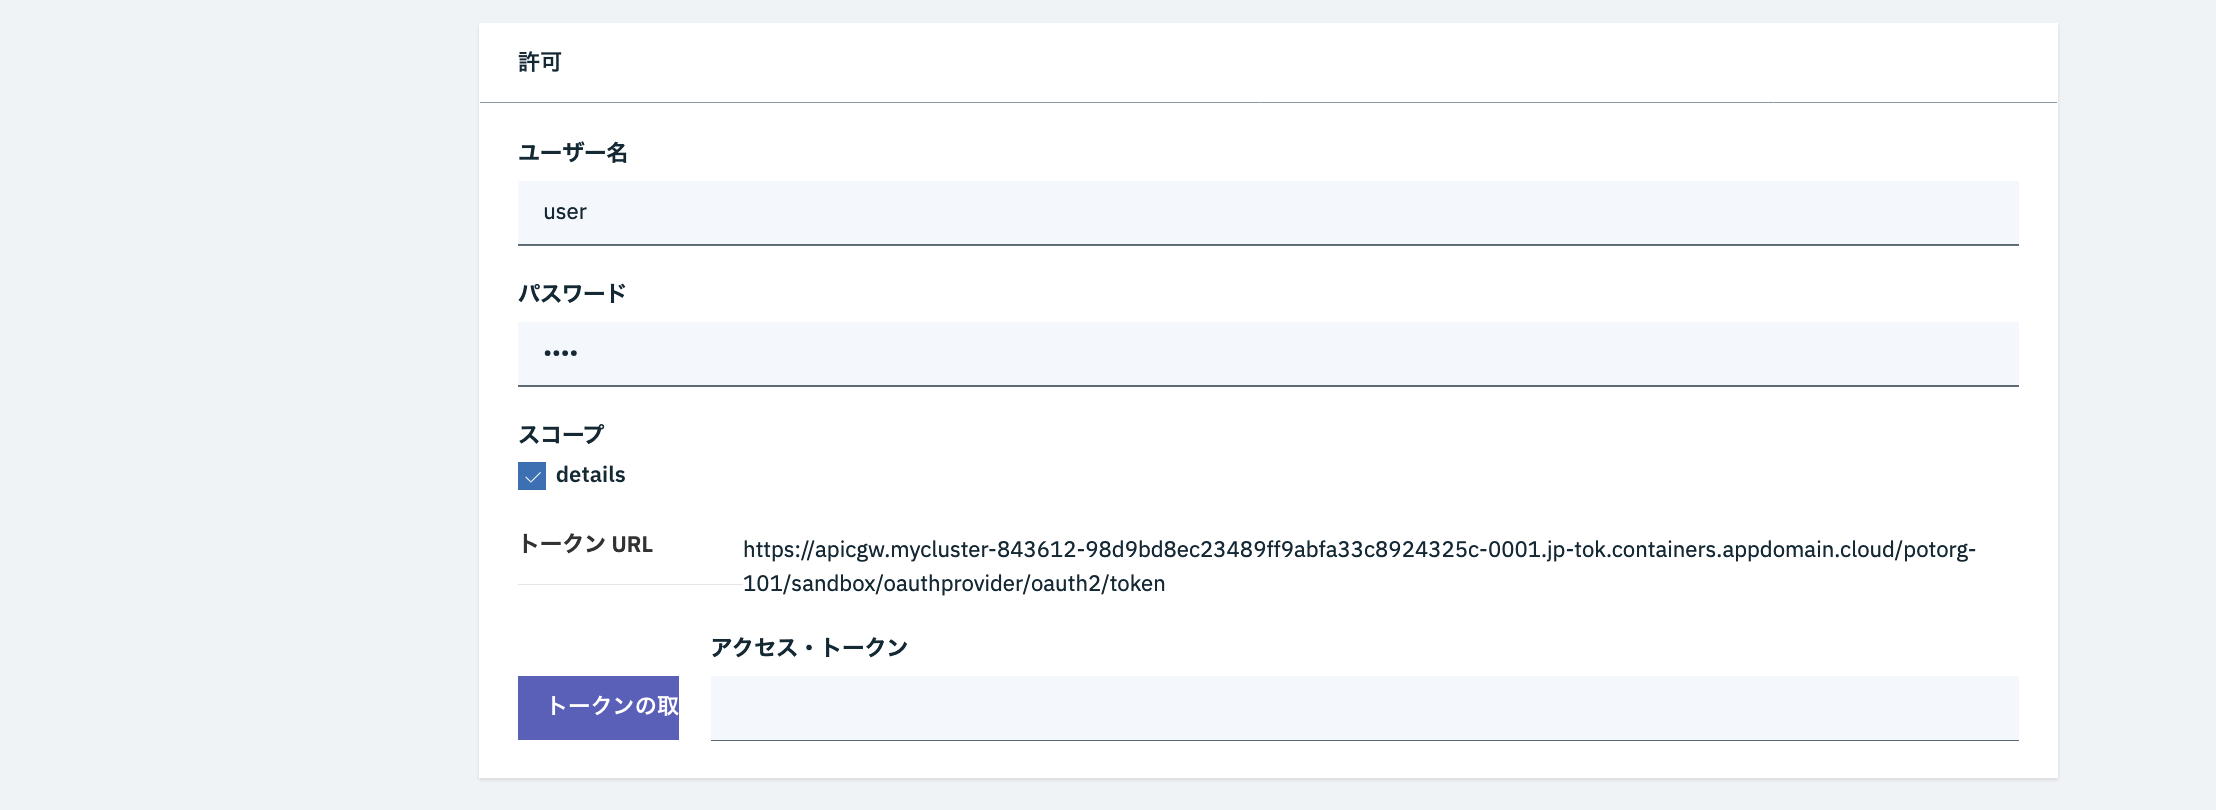 許可
ユーザー名
user
パスワード
••••
スコープ
details
トークン URL
https://apicgw.mycluster-843612-98d9bd8ec23489ff9abfa33c8924325c-0001.jp-tok.containers.appdomain.cloud/potorg-
101/sandbox/oauthprovider/oauth2/token
アクセス・トークン
トークンの取